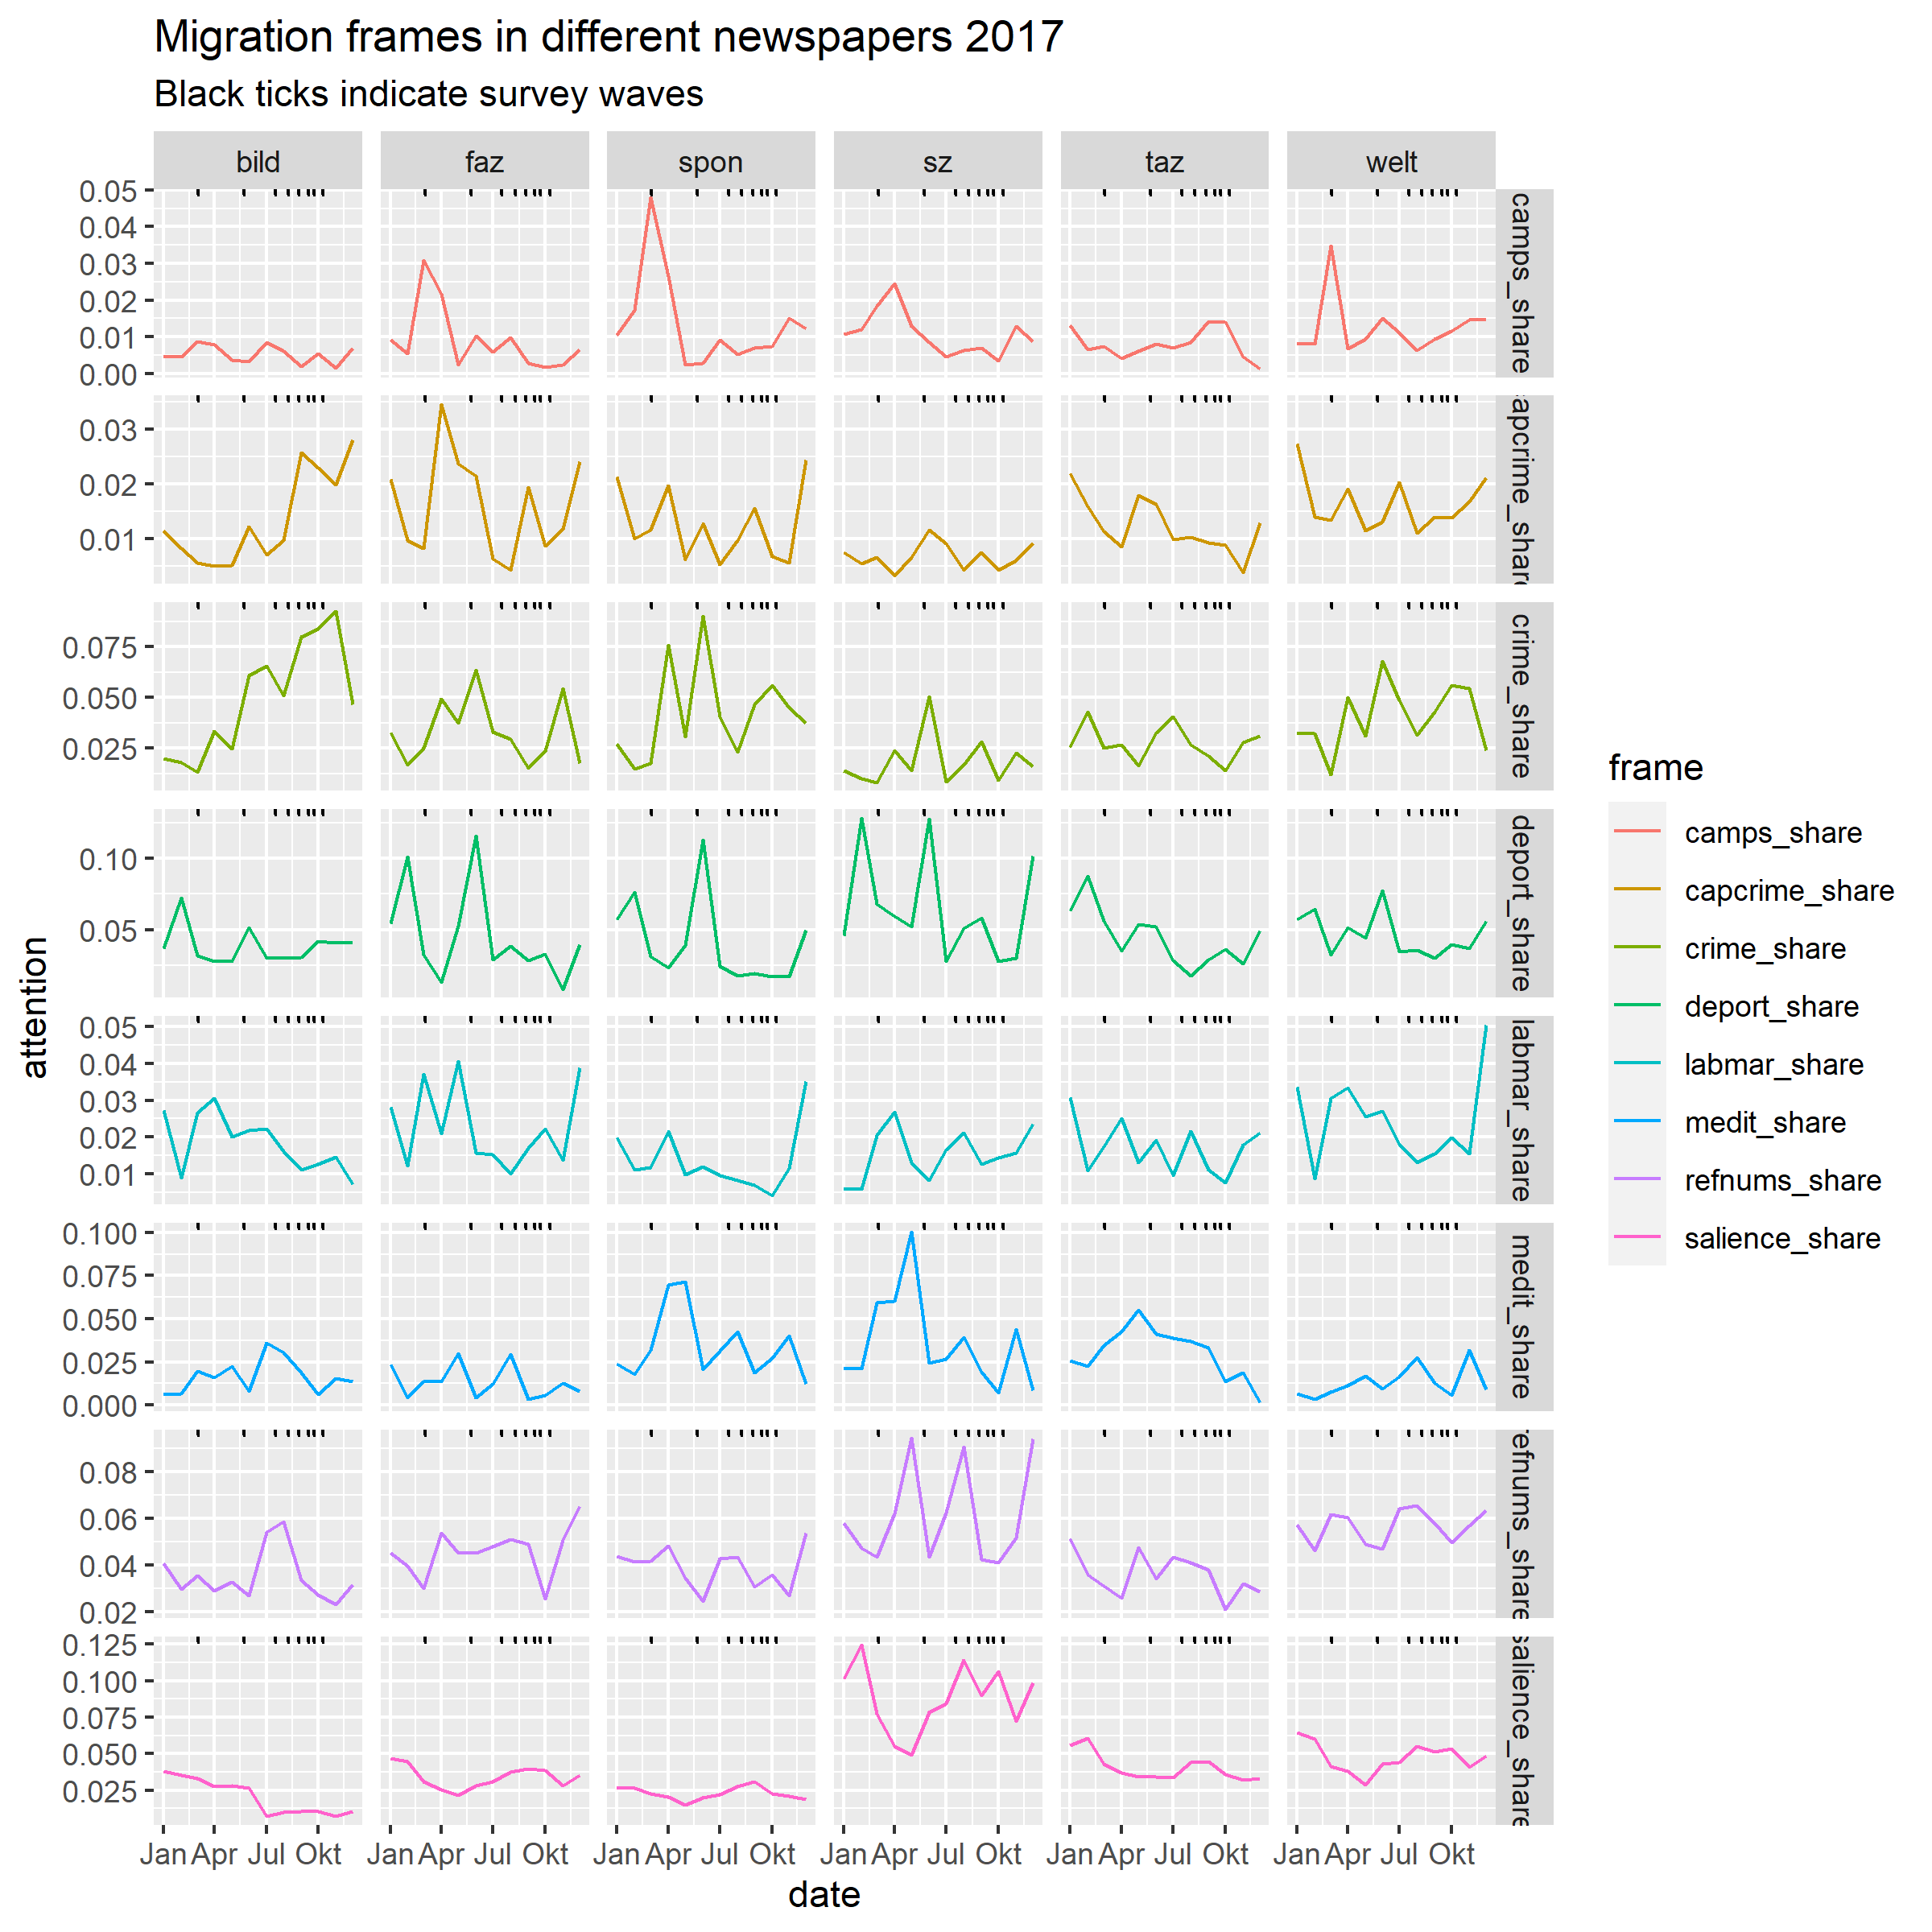 Migration frames in different newspapers 2017
Black ticks indicate survey waves
bild faz spon sz taz welt
0.05
0.04
0.03
0.02
0.01
0.00
camps_share
0.03
0.02
0.01
apcrime_share
0.075
0.050
0.025
crime_share
0.10
0.05
deport_share
0.05
0.04
0.03
0.02
0.01
labmar_share
0.100
0.075
0.050
0.025
0.000
medit_share
0.08
0.06
0.04
0.02
refnums_share
0.125
0.100
0.075
0.050
0.025
salience_share
Jan Apr Jul Okt Jan Apr Jul Okt Jan Apr Jul Okt Jan Apr Jul Okt Jan Apr Jul Okt Jan Apr Jul Okt
date
attention
frame
camps_share
capcrime_share
crime_share
deport_share
labmar_share
medit_share
refnums_share
salience_share